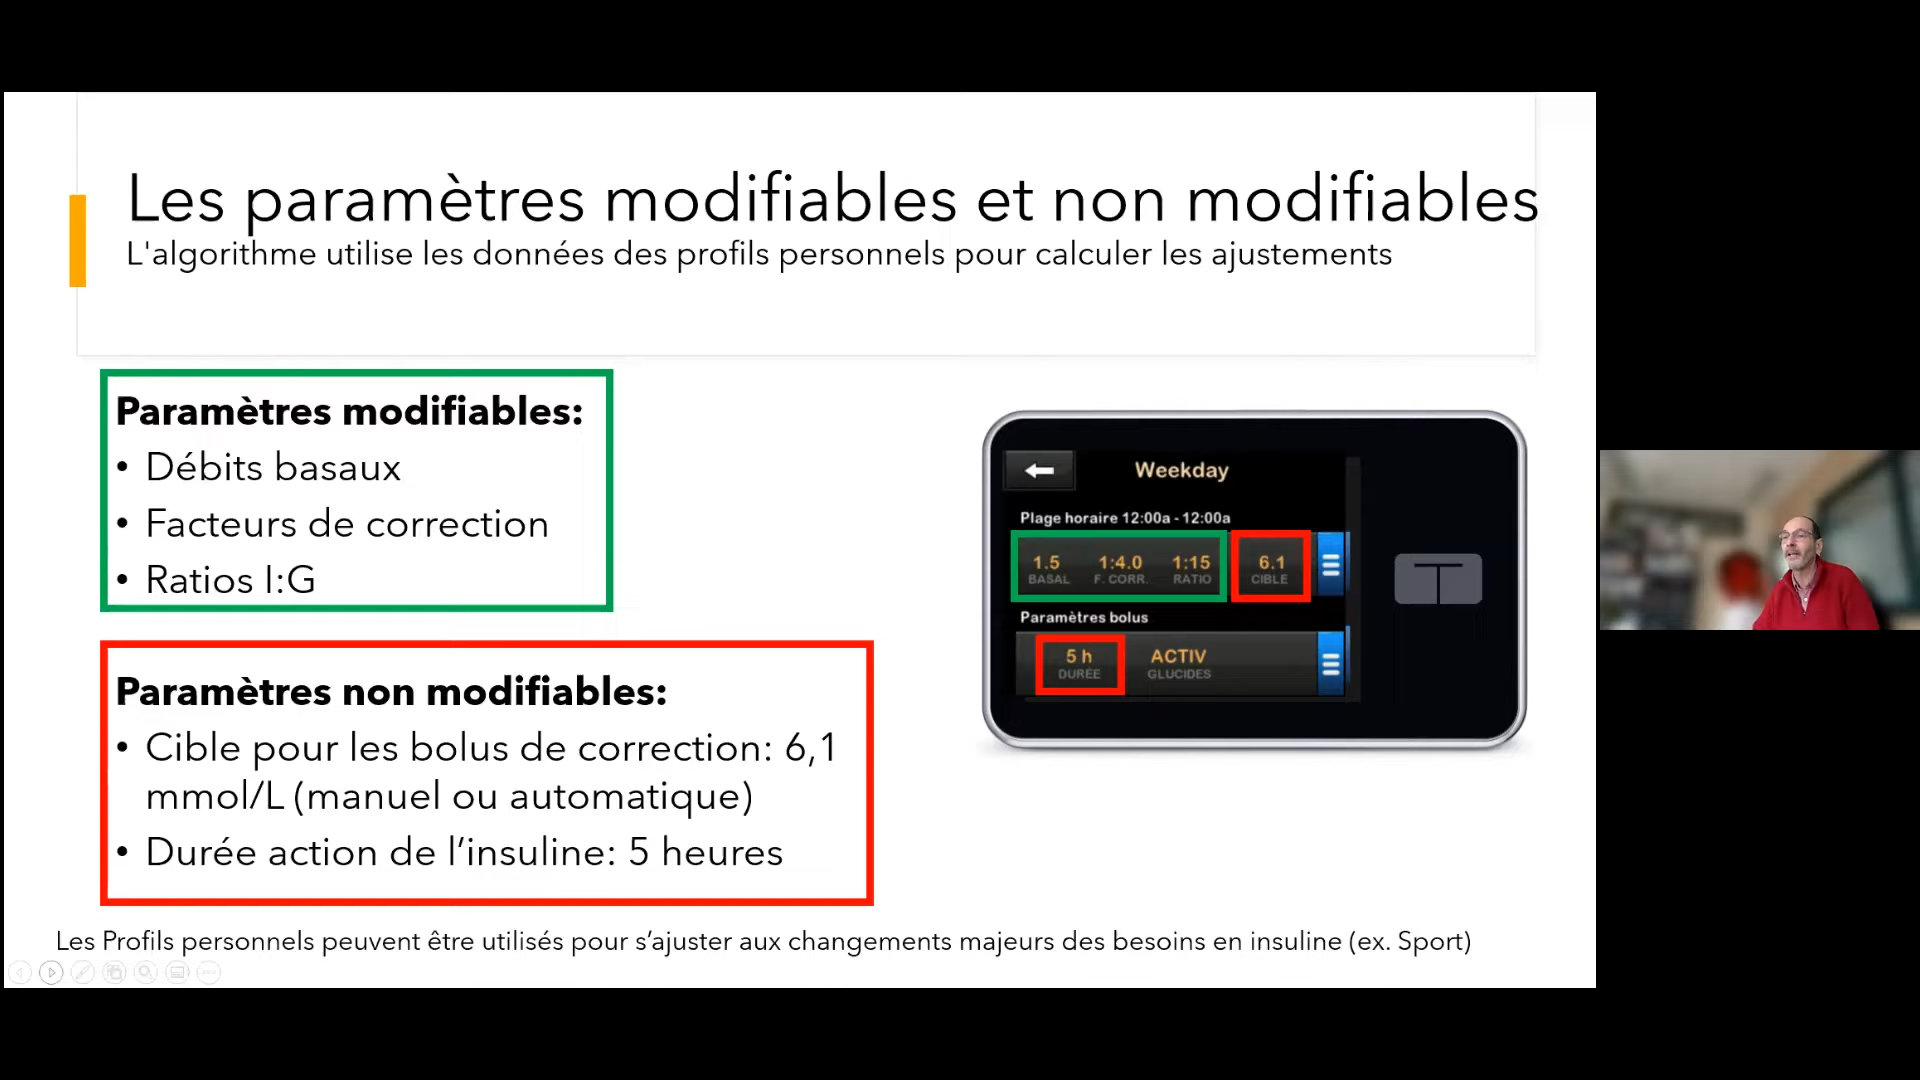 Les paramètres modifiables et non modifiables
L'algorithme utilise les données des profils personnels pour calculer les ajustements
Paramètres modifiables:
• Débits basaux
• Facteurs de correction
• Ratios I:G
Paramètres non modifiables:
• Cible pour les bolus de correction: 6,1
mmol/L (manuel ou automatique)
• Durée action de l’insuline: 5 heures
Weekday
Plage horaire 12:00a - 12:00a
1.5 1:4.0 1:15 6.1
BASAL F. CORR. RATIO CIBLE
Paramètres bolus
5 h ACTIV
DURÉE GLUCIDES
Les Profils personnels peuvent être utilisés pour s’ajuster aux changements majeurs des besoins en insuline (ex. Sport)